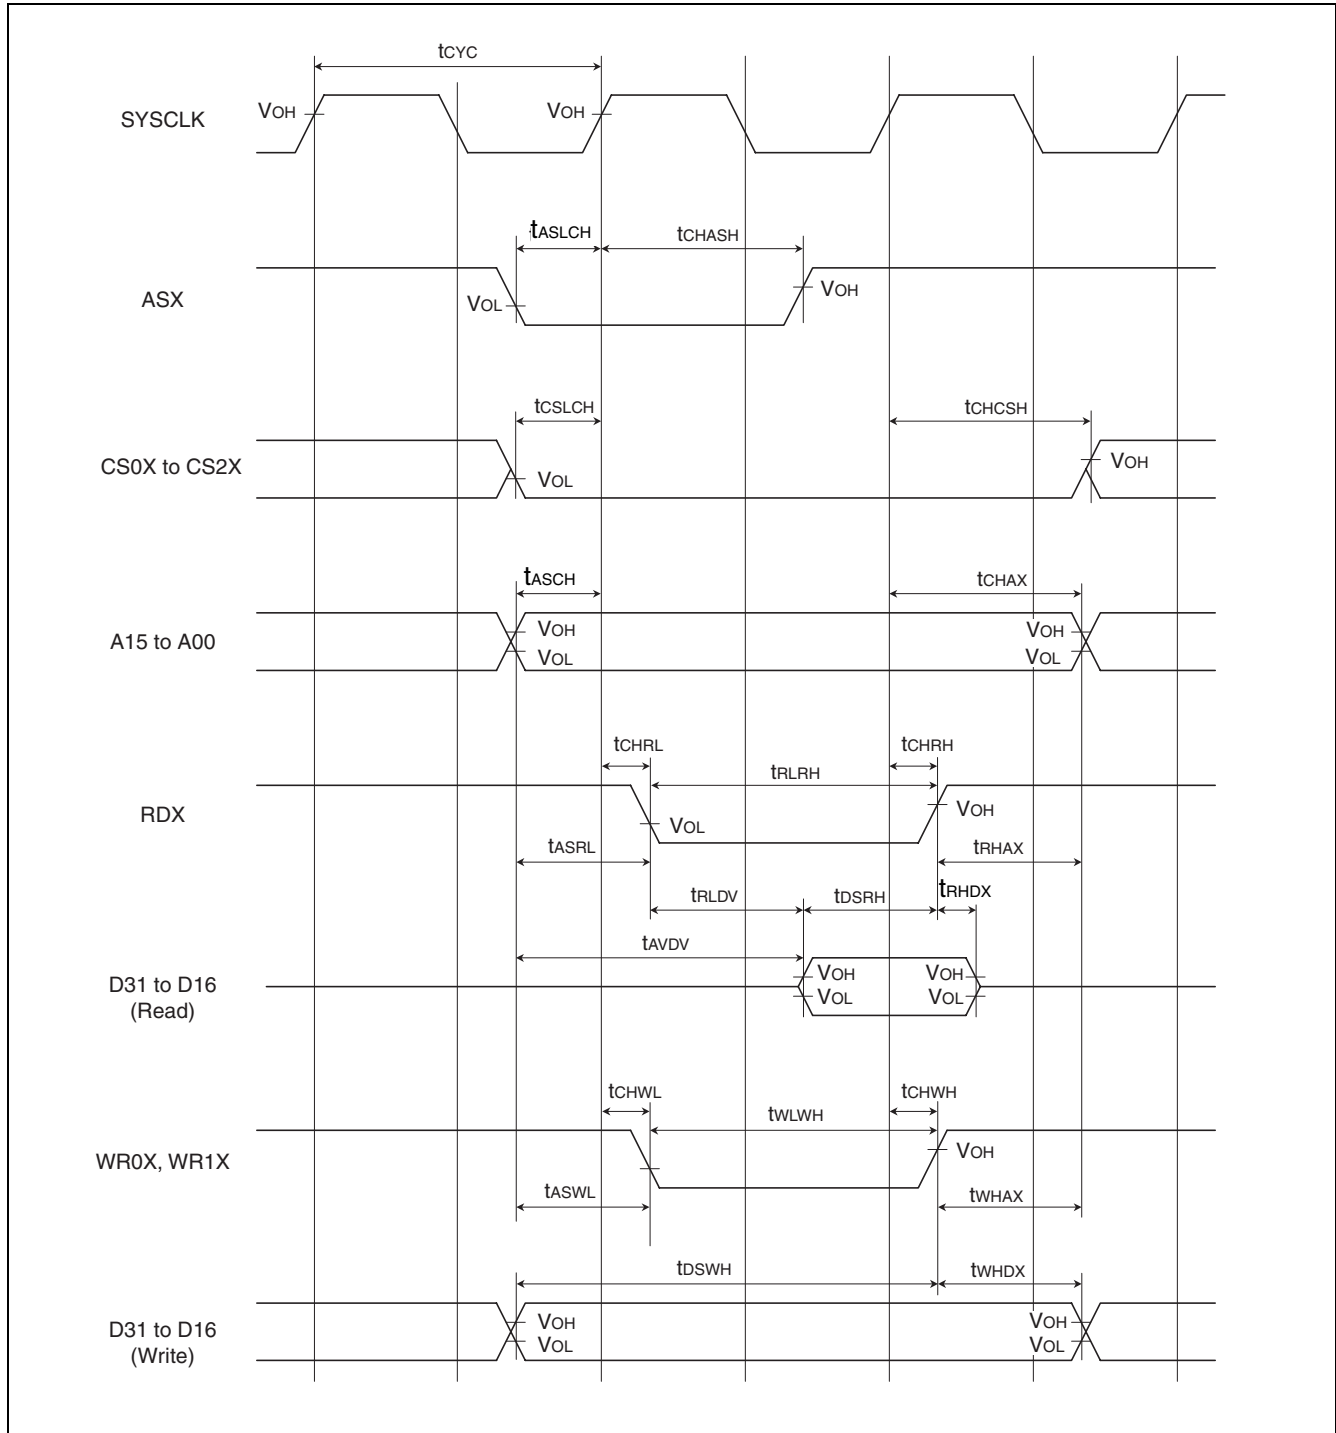 tCYC
SYSCLK
VOH
VOH
tASLCH
tCHASH
ASX
VOL
VOH
tCSLCH
tCHCSH
CS0X to CS2X
VOL
VOH
tASCH
tCHAX
A15 to A00
VOH
VOL
VOH
VOL
tCHRL
tCHRH
tRLRH
RDX
VOL
VOH
tASRL
tRHAX
tRLDV
tDSRH
tRHDX
tAVDV
D31 to D16
(Read)
VOH
VOL
VOH
VOL
tCHWL
tCHWH
tWLWH
WR0X, WR1X
VOH
tASWL
tWHAX
tDSWH
tWHDX
D31 to D16
(Write)
VOH
VOL
VOH
VOL